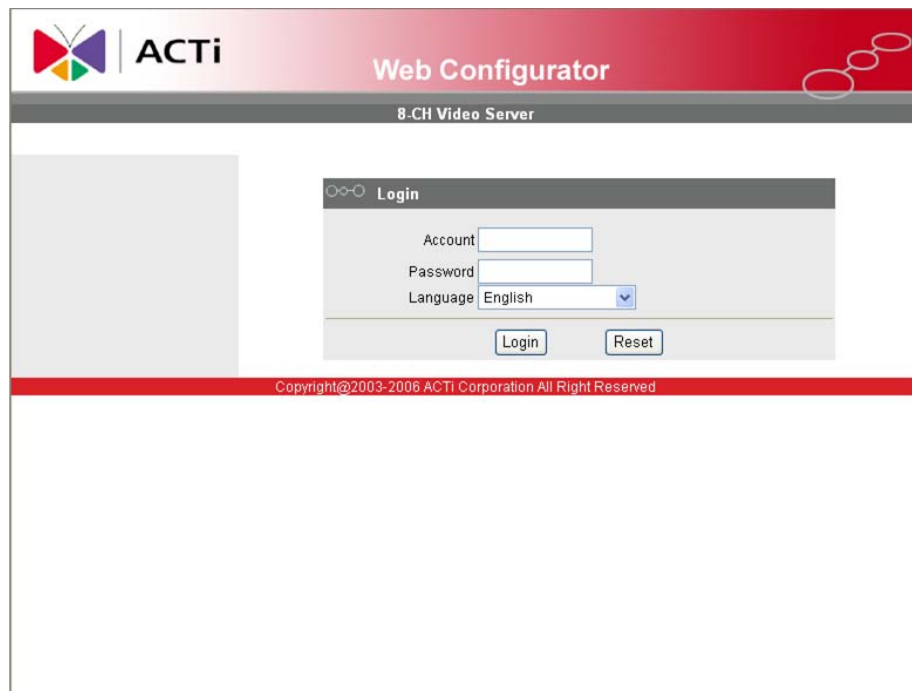 ACTi
Web Configurator
8-CH Video Server
Login
Account
Password
Language English
Login Reset
Copyright@2003-2006 ACTi Corporation All Right Reserved